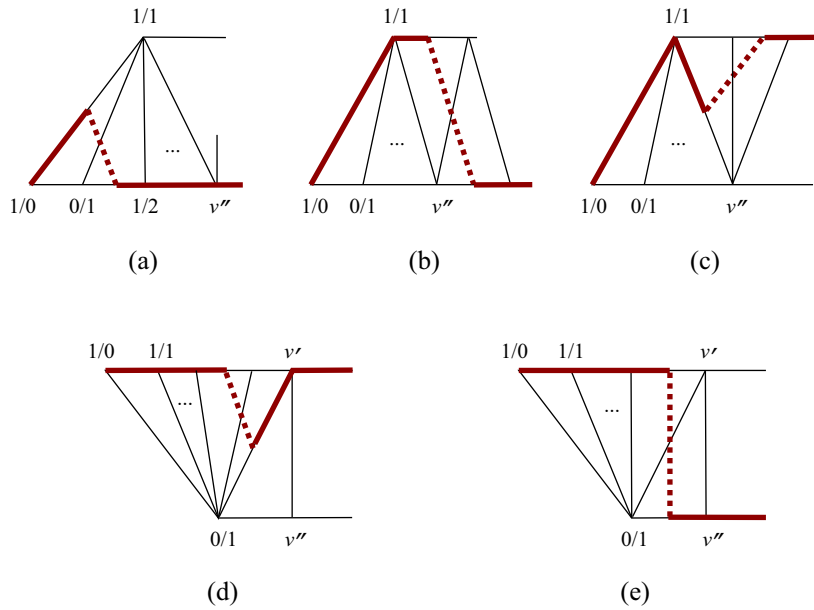 1/1 1/1 1/1
...
...
...
1/0 0/1 1/2 v″ 1/0 0/1 v″ 1/0 0/1 v″
(a) (b) (c)
1/0 1/1 v′ 1/0 1/1 v′
... ...
0/1 v″ 0/1 v″
(d) (e)